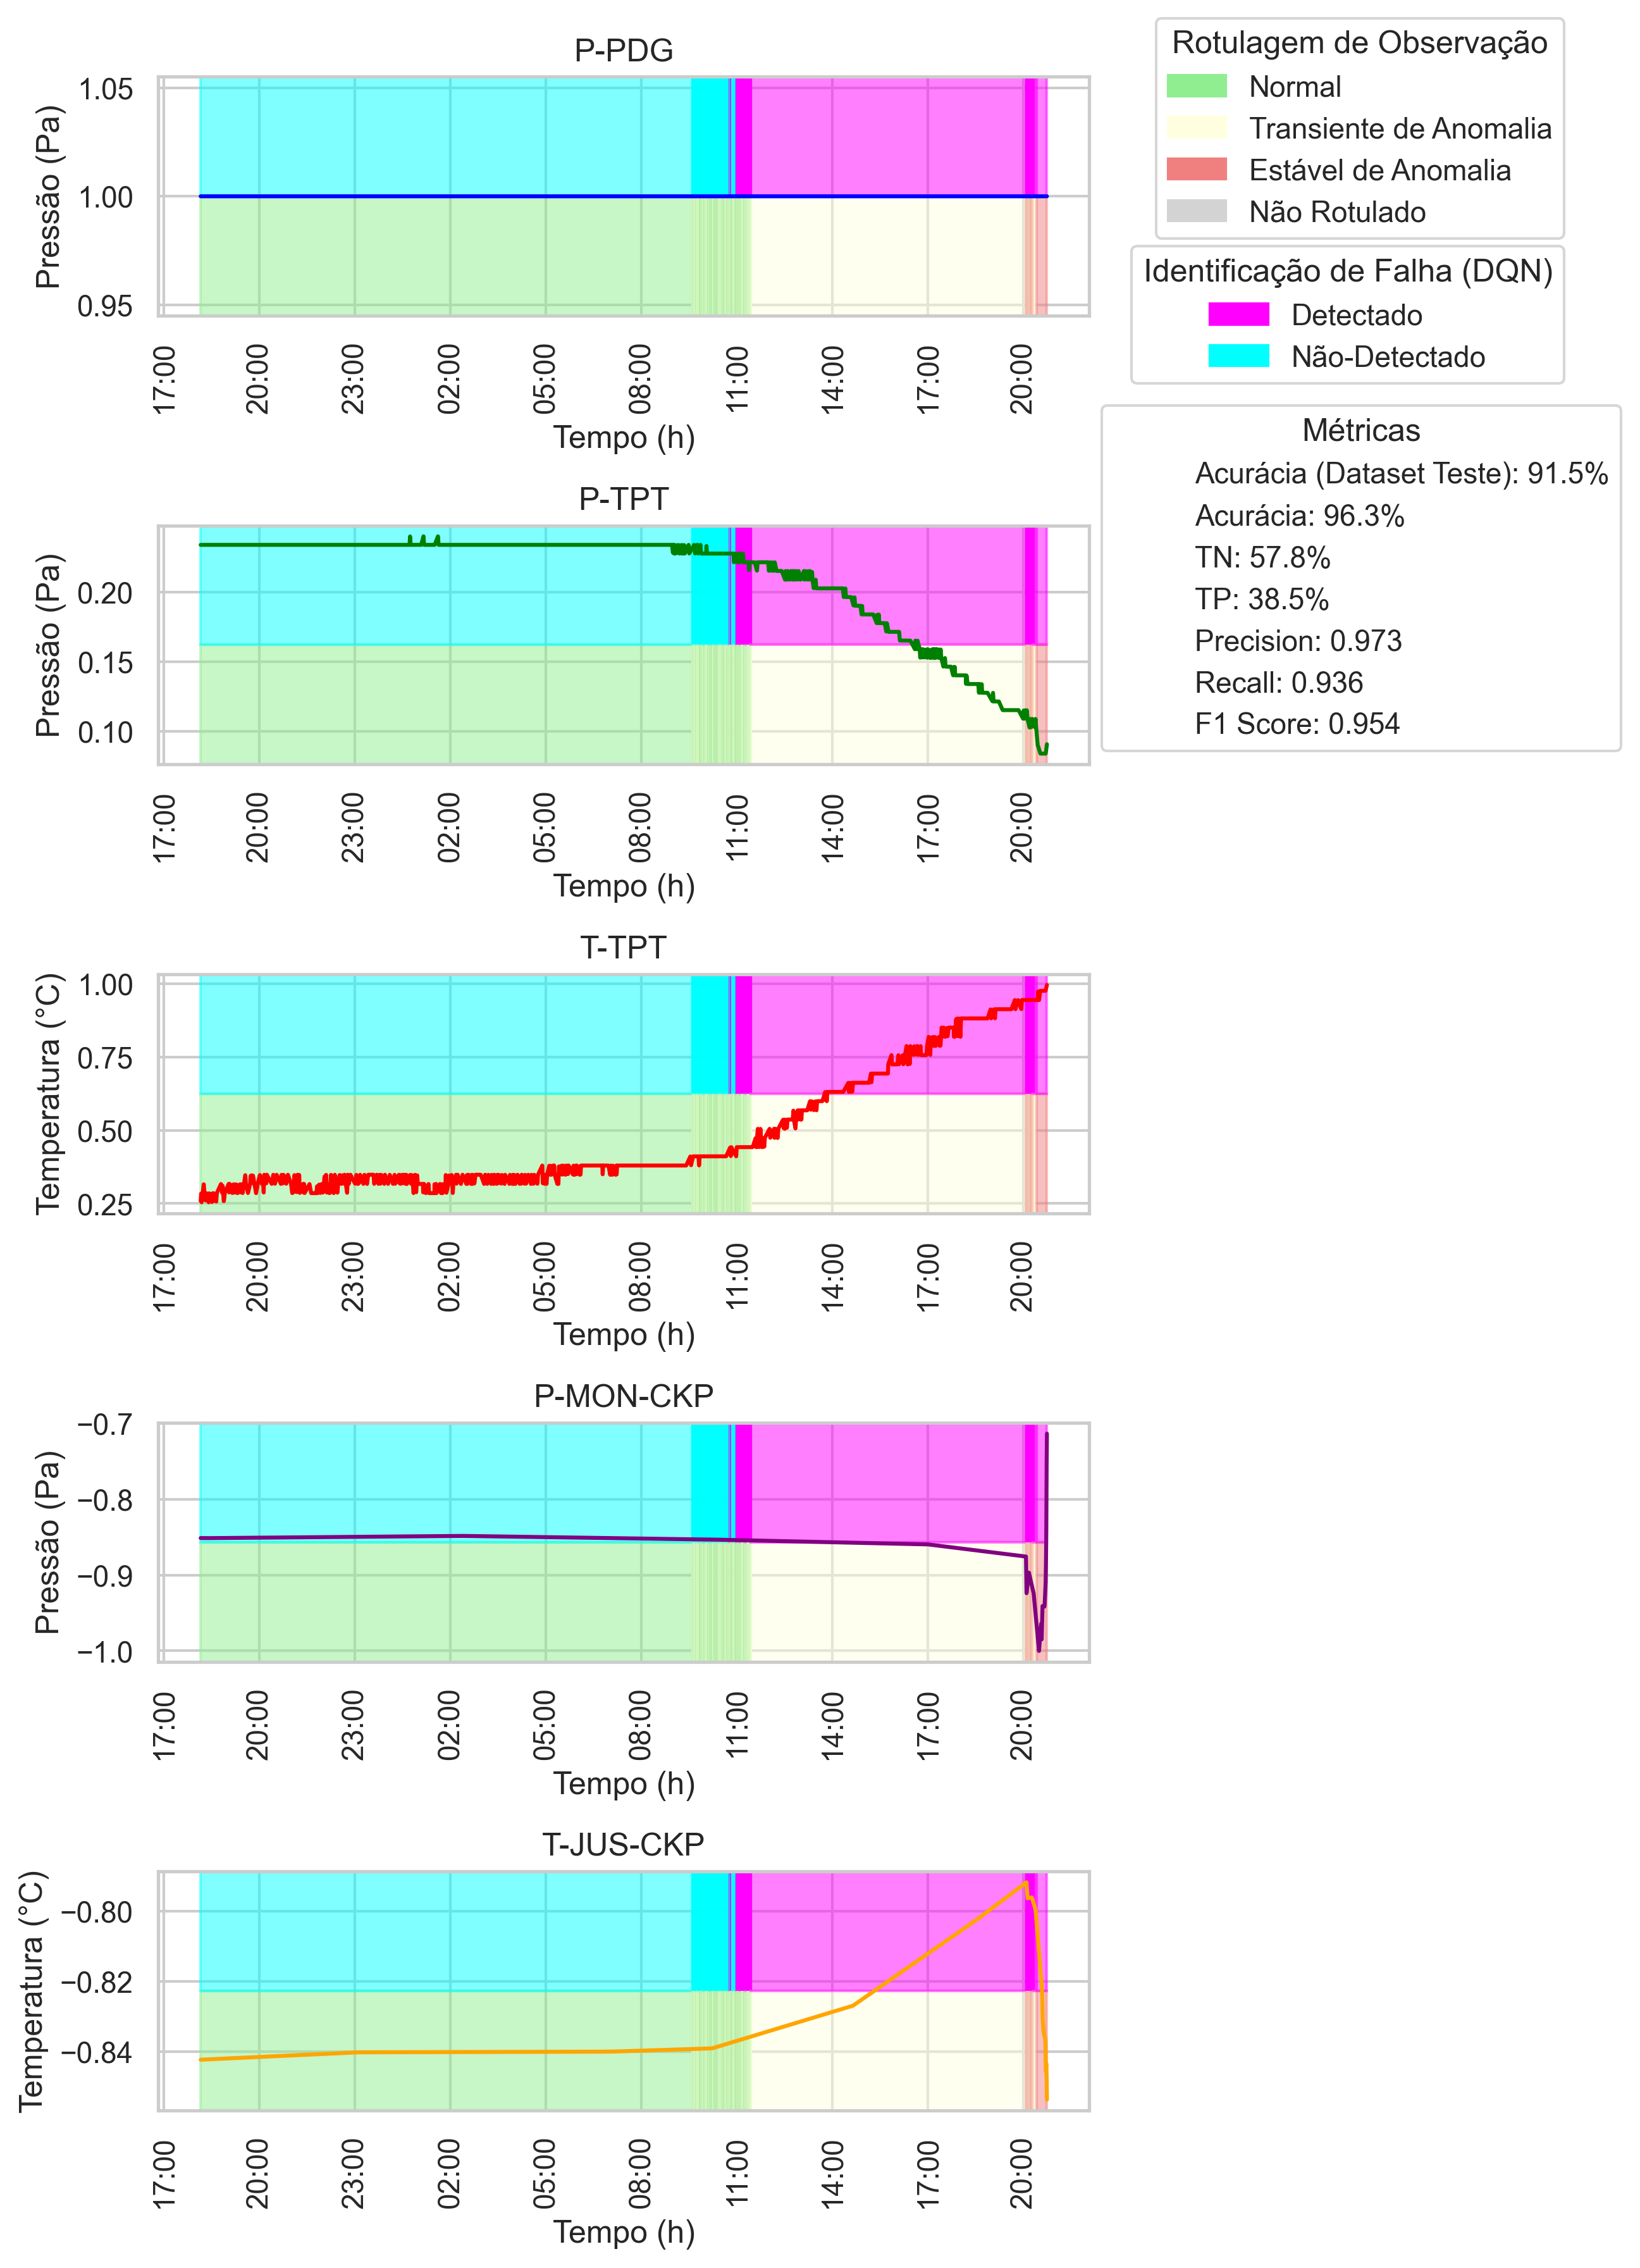 P-PDG
Pressão (Pa)
1.05
1.00
0.95
17:00
20:00
23:00
02:00
05:00
08:00
11:00
14:00
17:00
20:00
Tempo (h)
Rotulagem de Observação
Normal
Transiente de Anomalia
Estável de Anomalia
Não Rotulado
Identificação de Falha (DQN)
Detectado
Não-Detectado
Métricas
Acurácia (Dataset Teste): 91.5%
Acurácia: 96.3%
TN: 57.8%
TP: 38.5%
Precision: 0.973
Recall: 0.936
F1 Score: 0.954
P-TPT
Pressão (Pa)
0.20
0.15
0.10
17:00
20:00
23:00
02:00
05:00
08:00
11:00
14:00
17:00
20:00
Tempo (h)
T-TPT
Temperatura (°C)
1.00
0.75
0.50
0.25
17:00
20:00
23:00
02:00
05:00
08:00
11:00
14:00
17:00
20:00
Tempo (h)
P-MON-CKP
Pressão (Pa)
−0.7
−0.8
−0.9
−1.0
17:00
20:00
23:00
02:00
05:00
08:00
11:00
14:00
17:00
20:00
Tempo (h)
T-JUS-CKP
Temperatura (°C)
−0.80
−0.82
−0.84
17:00
20:00
23:00
02:00
05:00
08:00
11:00
14:00
17:00
20:00
Tempo (h)